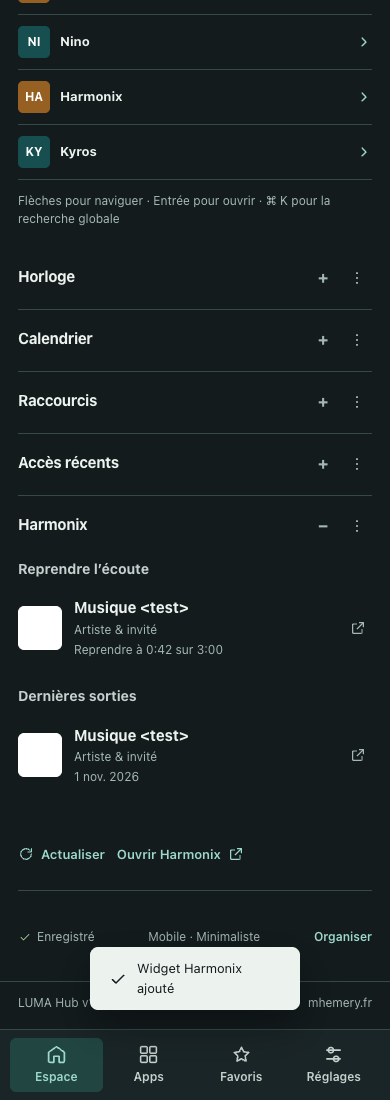 NI Nino
HA Harmonix
KY Kyros
Flèches pour naviguer · Entrée pour ouvrir · ⌘ K pour la
recherche globale
Horloge
Calendrier
Raccourcis
Accès récents
Harmonix
Reprendre l’écoute
Musique <test>
Artiste & invité
Reprendre à 0:42 sur 3:00
Dernières sorties
Musique <test>
Artiste & invité
1 nov. 2026
Actualiser Ouvrir Harmonix
Enregistré Mobile · Minimaliste Organiser
Widget Harmonix
ajouté
LUMA Hub v mhemery.fr
Espace Apps Favoris Réglages